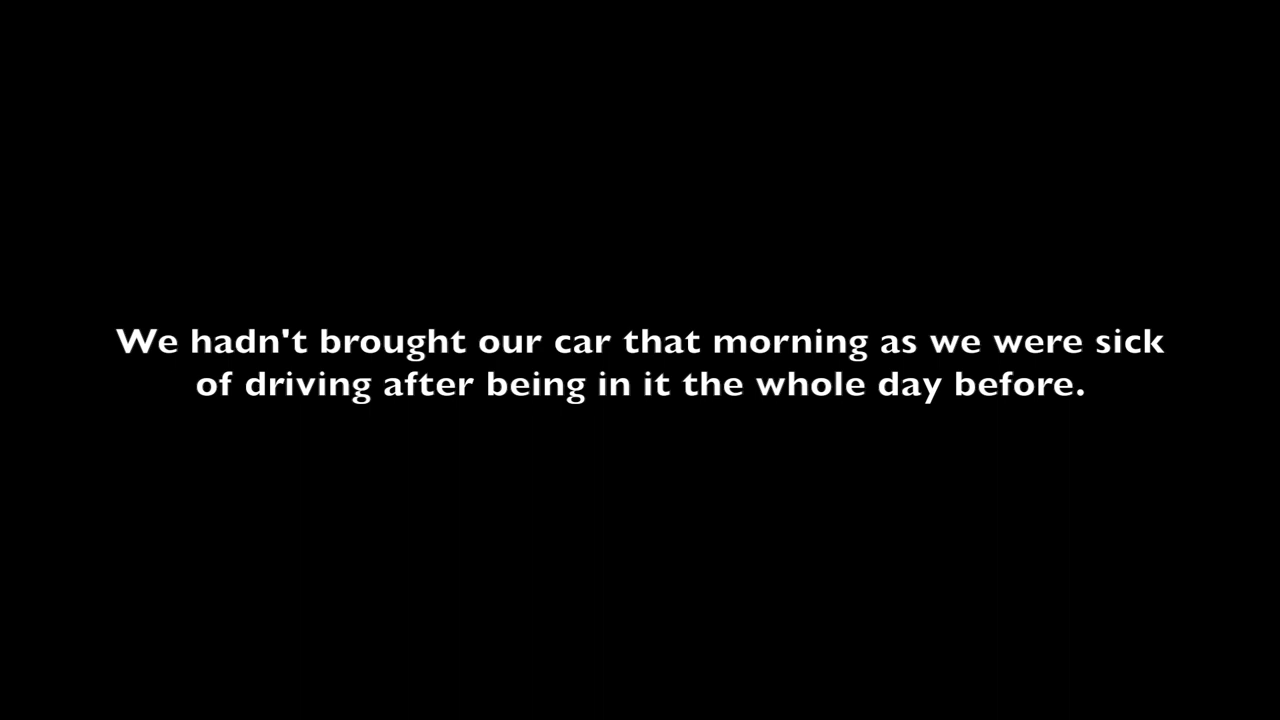 We hadn't brought our car that morning as we were sick
of driving after being in it the whole day before.